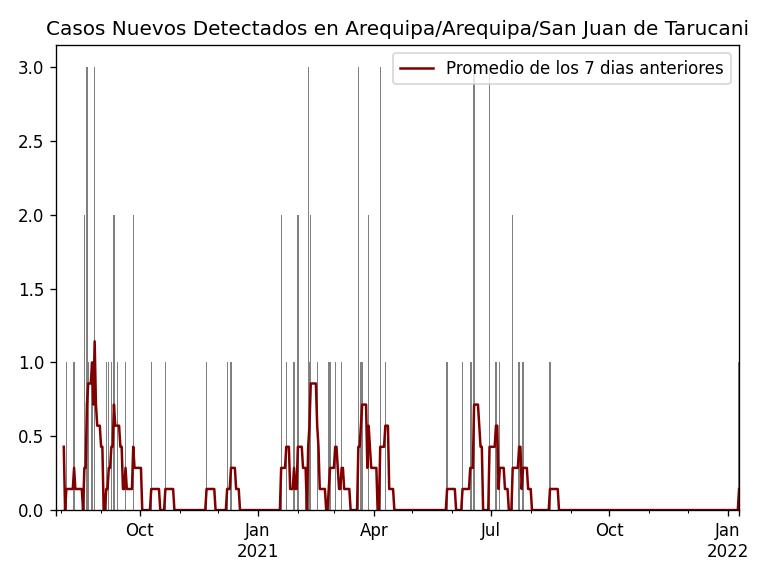 Casos Nuevos Detectados en Arequipa/Arequipa/San Juan de Tarucani
Promedio de los 7 dias anteriores
3.0
2.5
2.0
1.5
1.0
0.5
0.0
Oct Jan Apr Jul Oct Jan
2021 2022